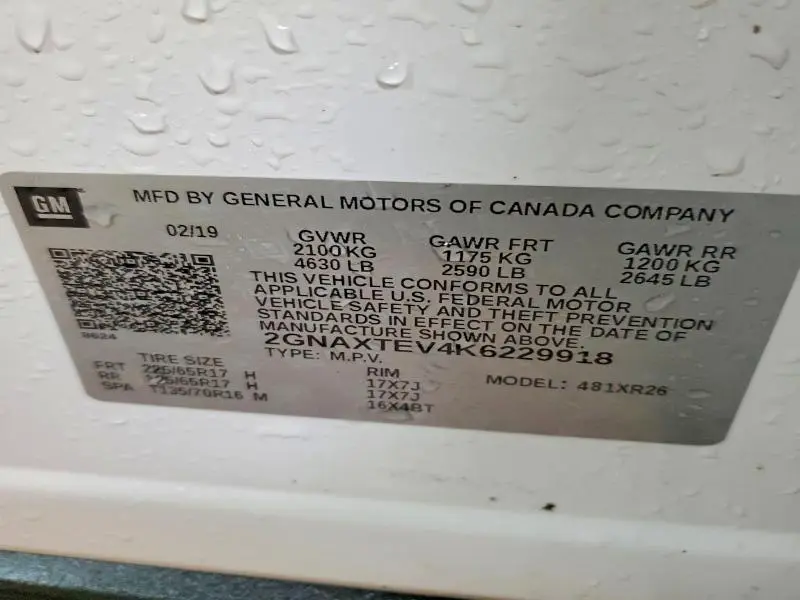 GM
MFD BY GENERAL MOTORS OF CANADA COMPANY
02/19
GVWR GAWR FRT GAWR RR
2100 KG 1175 KG 1200 KG
4630 LB 2590 LB 2645 LB
THIS VEHICLE CONFORMS TO ALL
APPLICABLE U.S. FEDERAL MOTOR
VEHICLE SAFETY AND THEFT PREVENTION
STANDARDS IN EFFECT ON THE DATE OF
MANUFACTURE SHOWN ABOVE.
2GNAXTEV4K6229918
TYPE: M.P.V.
MODEL: 481XR26
TIRE SIZE RIM
FRT 225/65R17 H 17X7J
RR 225/65R17 H 17X7J
SPA T135/70R16 M 16X4BT